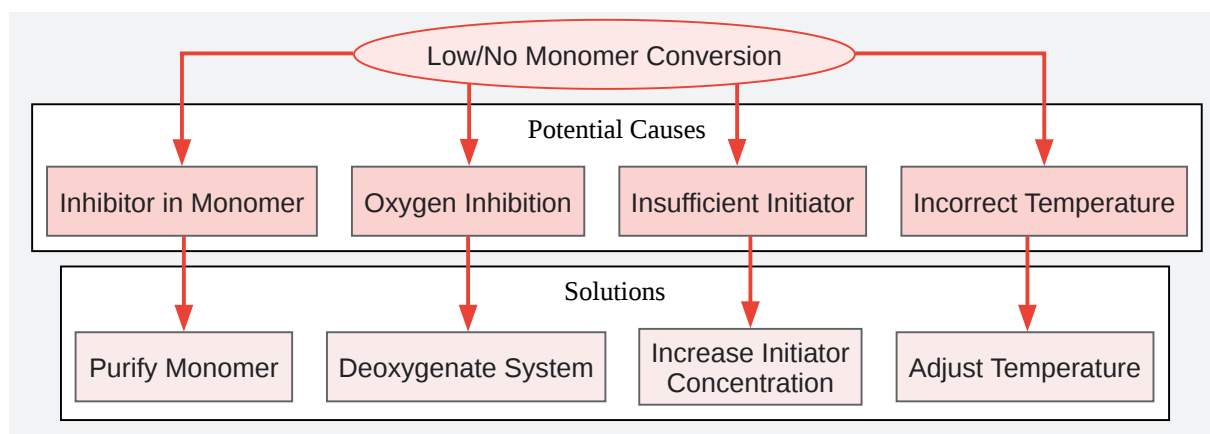 Low/No Monomer Conversion
Potential Causes
Inhibitor in Monomer
Oxygen Inhibition
Insufficient Initiator
Incorrect Temperature
Solutions
Purify Monomer
Deoxygenate System
Increase Initiator
Concentration
Adjust Temperature